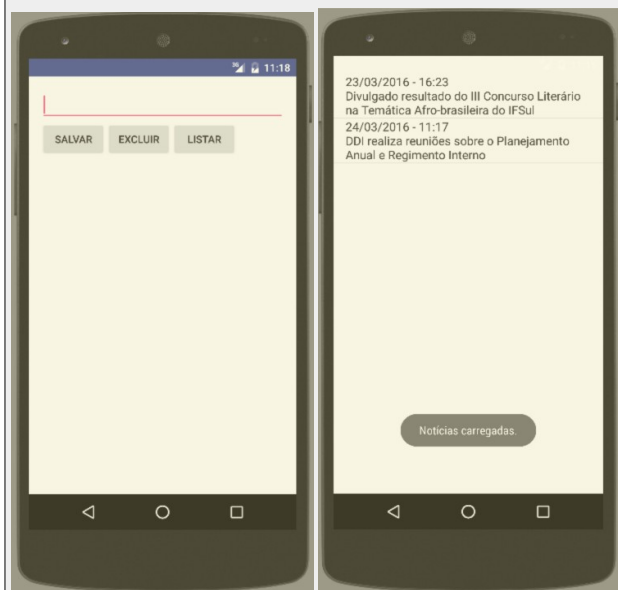 11:18
SALVAR EXCLUIR LISTAR
23/03/2016 - 16:23
Divulgado resultado do III Concurso Literário
na Temática Afro-brasileira do IFSul
24/03/2016 - 11:17
DDI realiza reuniões sobre o Planejamento
Anual e Regimento Interno
Notícias carregadas.